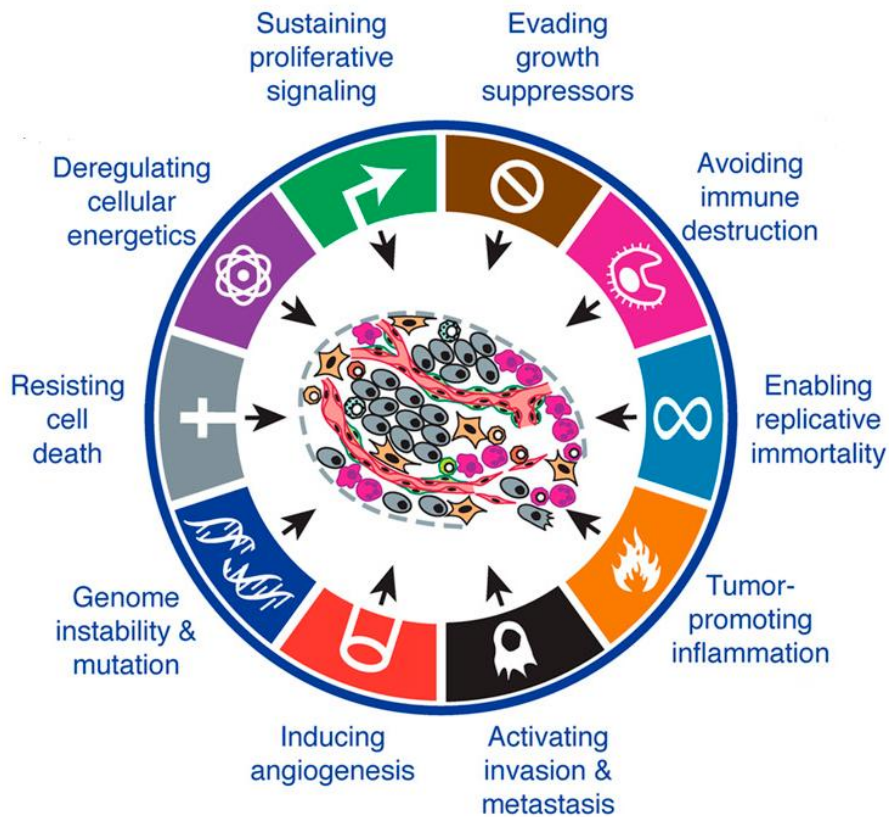 Sustaining
proliferative
signaling
Evading
growth
suppressors
Avoiding
immune
destruction
Enabling
replicative
immortality
Tumor-
promoting
inflammation
Activating
invasion &
metastasis
Inducing
angiogenesis
Genome
instability &
mutation
Resisting
cell
death
Deregulating
cellular
energetics